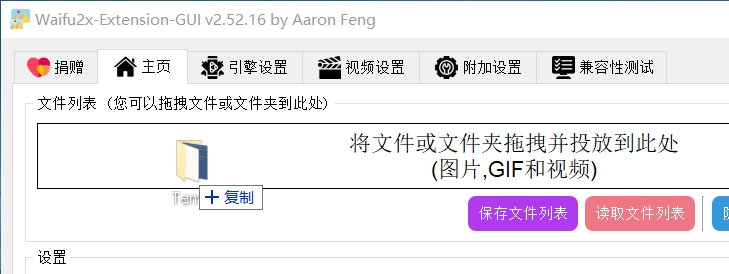 Waifu2x-Extension-GUI v2.52.16 by Aaron Feng
捐赠 主页 引擎设置 视频设置 附加设置 兼容性测试
文件列表 (您可以拖拽文件或文件夹到此处)
将文件或文件夹拖拽并投放到此处
(图片,GIF和视频)
复制
保存文件列表 读取文件列表
设置